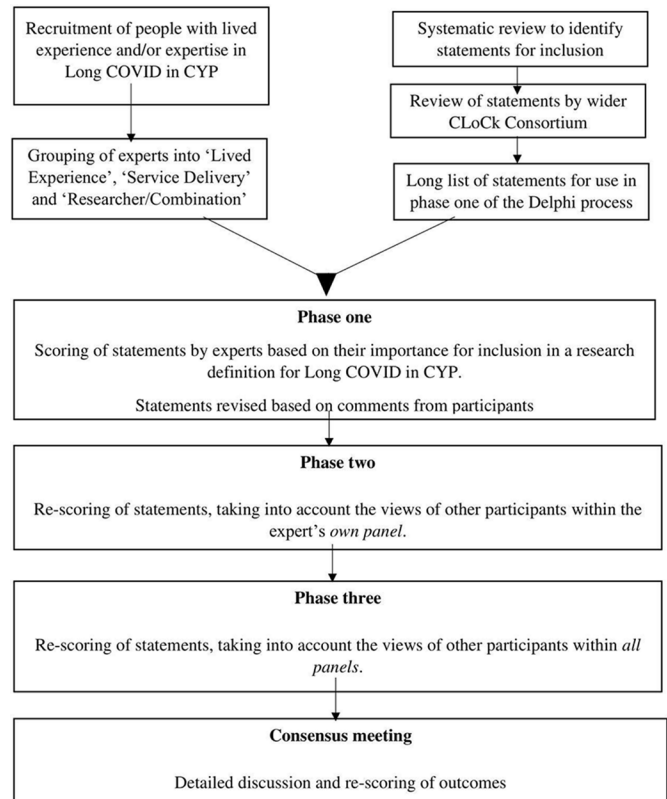 Recruitment of people with lived
experience and/or expertise in
Long COVID in CYP
Grouping of experts into ‘Lived
Experience’, ‘Service Delivery’
and ‘Researcher/Combination’
Systematic review to identify
statements for inclusion
Review of statements by wider
CLoCk Consortium
Long list of statements for use in
phase one of the Delphi process
Phase one
Scoring of statements by experts based on their importance for inclusion in a research
definition for Long COVID in CYP.
Statements revised based on comments from participants
Phase two
Re-scoring of statements, taking into account the views of other participants within the
expert’s own panel.
Phase three
Re-scoring of statements, taking into account the views of other participants within all
panels.
Consensus meeting
Detailed discussion and re-scoring of outcomes